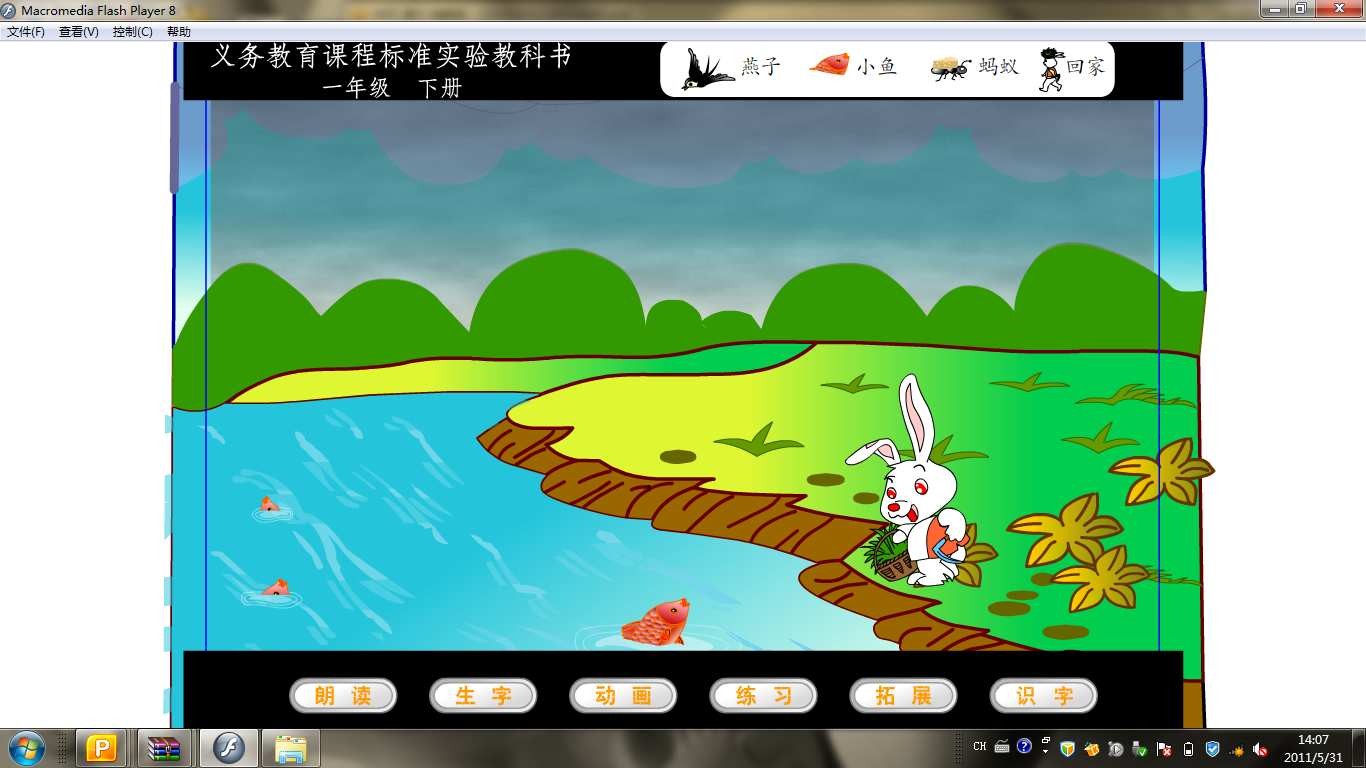 Macromedia Flash Player 8
文件(F) 查看(V) 控制(C) 帮助
义务教育课程标准实验教科书
一年级 下册
燕子 小鱼 蚂蚁 回家
朗读 生字 动画 练习 拓展 识字
P
CH
14:07
2011/5/31